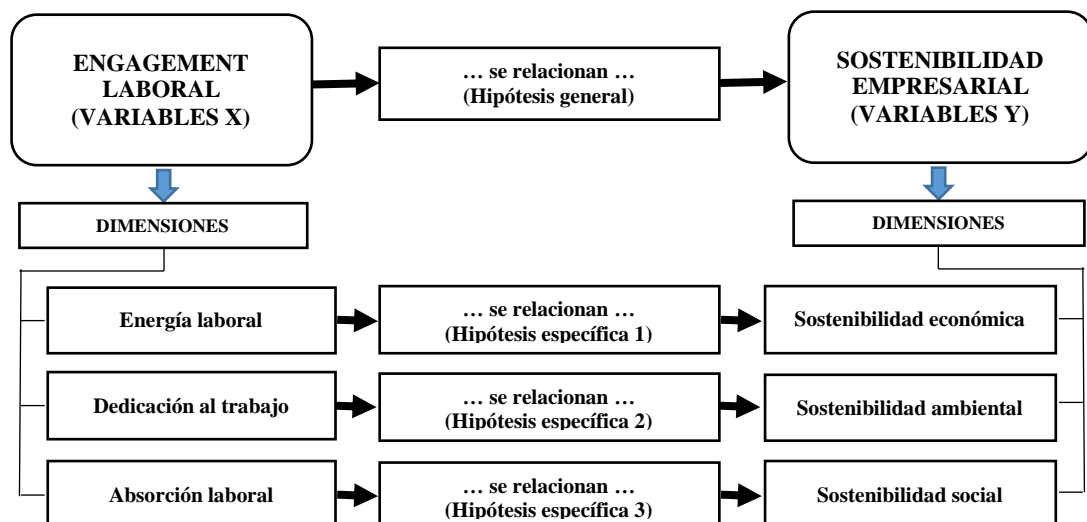 ENGAGEMENT
LABORAL
(VARIABLES X)
… se relacionan …
(Hipótesis general)
SOSTENIBILIDAD
EMPRESARIAL
(VARIABLES Y)
DIMENSIONES
DIMENSIONES
Energía laboral
… se relacionan …
(Hipótesis específica 1)
Sostenibilidad económica
Dedicación al trabajo
… se relacionan …
(Hipótesis específica 2)
Sostenibilidad ambiental
Absorción laboral
… se relacionan …
(Hipótesis específica 3)
Sostenibilidad social